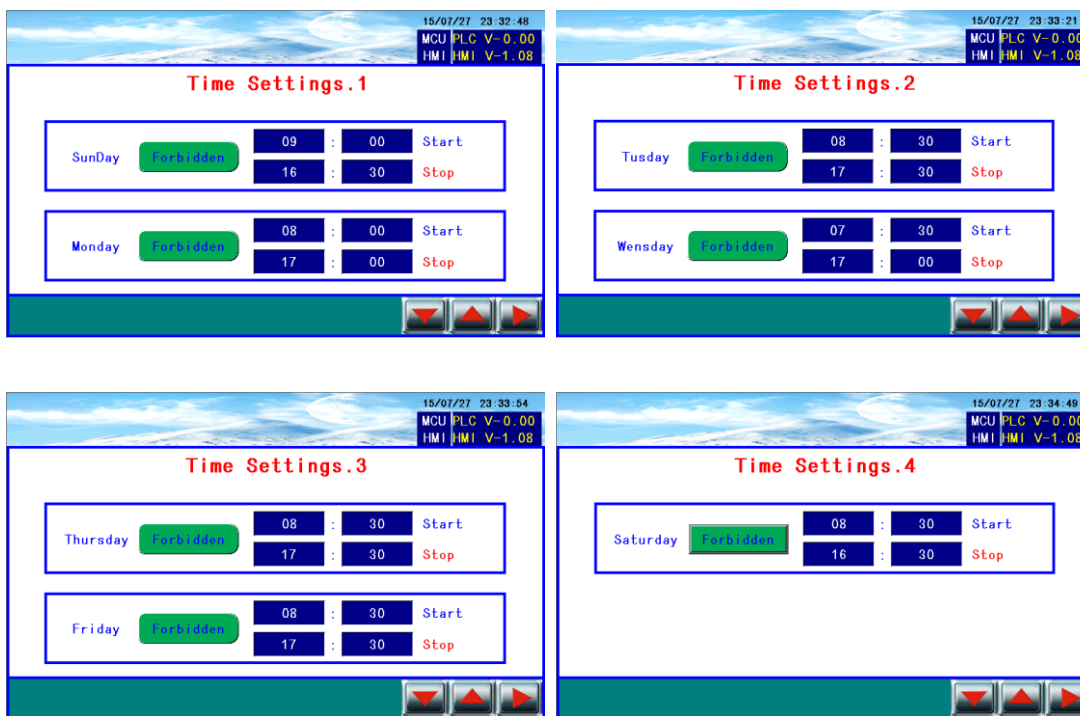 15/07/27 23:32:48
MCU PLC V-0.00
HMI HMI V-1.08
Time Settings.1
SunDay Forbidden 09 : 00 Start
16 : 30 Stop
Monday Forbidden 08 : 00 Start
17 : 00 Stop
15/07/27 23:33:21
MCU PLC V-0.00
HMI HMI V-1.08
Time Settings.2
Tusday Forbidden 08 : 30 Start
17 : 30 Stop
Wensday Forbidden 07 : 30 Start
17 : 00 Stop
15/07/27 23:33:54
MCU PLC V-0.00
HMI HMI V-1.08
Time Settings.3
Thursday Forbidden 08 : 30 Start
17 : 30 Stop
Friday Forbidden 08 : 30 Start
17 : 30 Stop
15/07/27 23:34:49
MCU PLC V-0.00
HMI HMI V-1.08
Time Settings.4
Saturday Forbidden 08 : 30 Start
16 : 30 Stop